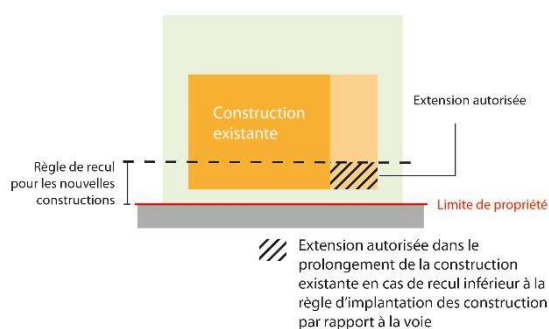 Construction
existante
Extension autorisée
Règle de recul
pour les nouvelles
constructions
Limite de propriété
Extension autorisée dans le
prolongement de la construction
existante en cas de recul inférieur à la
règle d'implantation des construction
par rapport à la voie